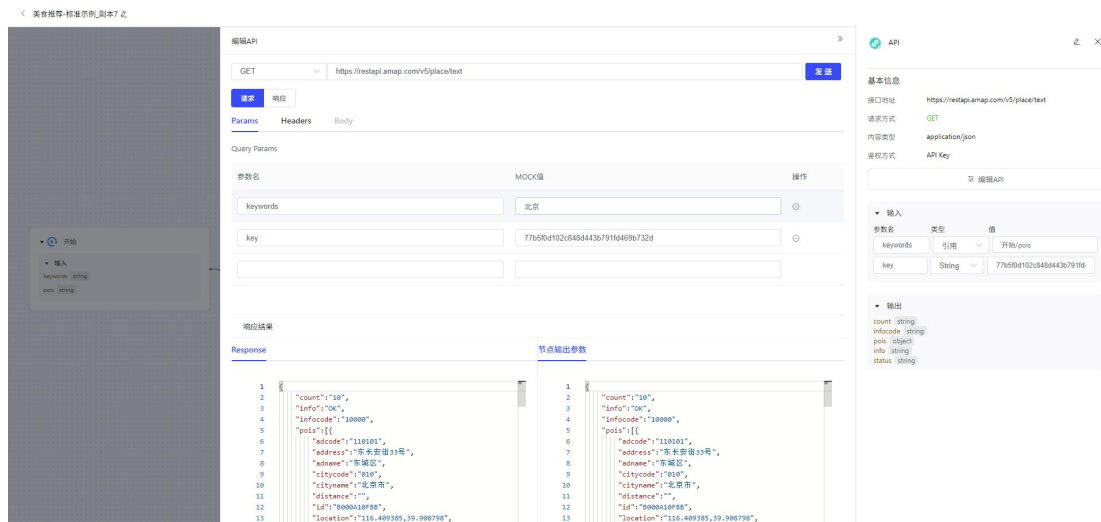 美食推荐-标准示例_副本7
编辑API
GET
https://restapi.amap.com/v5/place/text
发 送
请求 响应
Params Headers Body
Query Params
参数名 MOCK值 操作
keywords 北京
key 77b5f0d102c848d443b791fd469b732d
响应结果
Response 节点输出参数
1 {
2 "count":"10",
3 "info":"OK",
4 "infocode":"10000",
5 "pois":[{
6 "adcode":"110101",
7 "address":"东长安街33号",
8 "adname":"东城区",
9 "citycode":"010",
10 "cityname":"北京市",
11 "distance":"",
12 "id":"B000A10F8B",
13 "location":"116.409385,39.908798",
1 {
2 "count":"10",
3 "info":"OK",
4 "infocode":"10000",
5 "pois":[{
6 "adcode":"110101",
7 "address":"东长安街33号",
8 "adname":"东城区",
9 "citycode":"010",
10 "cityname":"北京市",
11 "distance":"",
12 "id":"B000A10F8B",
13 "location":"116.409385,39.908798",
开始
输入
keywords string
pois string
API
基本信息
接口地址 https://restapi.amap.com/v5/place/text
请求方式 GET
内容类型 application/json
鉴权方式 API Key
编辑API
输入
参数名 类型 值
keywords 引用 开始/pois
key String 77b5f0d102c848d443b791fd
输出
count string
infocode string
pois object
info string
status string